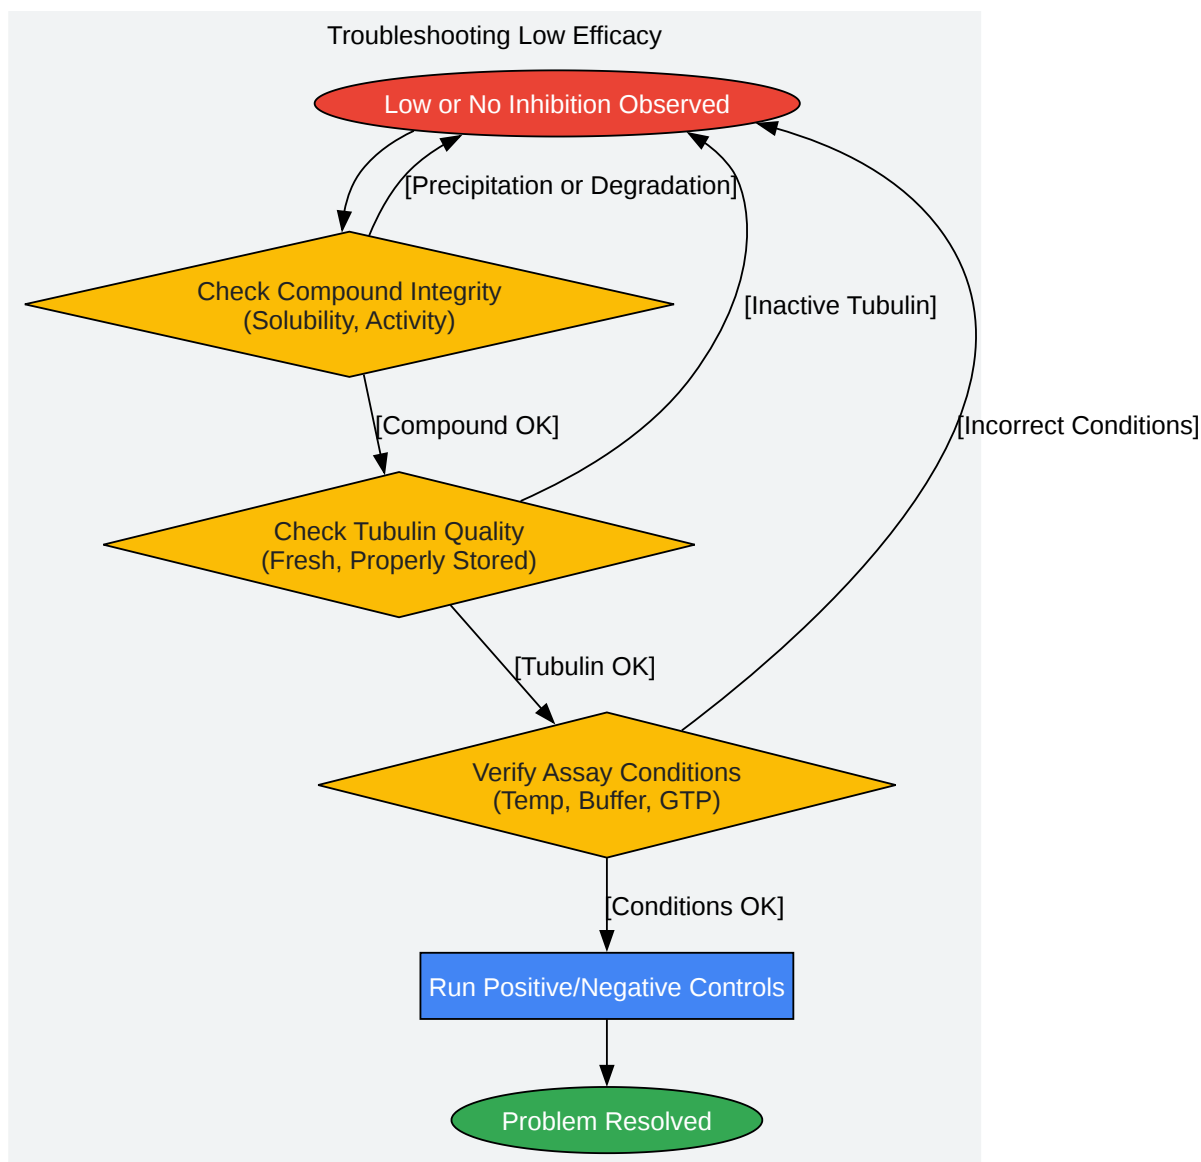 Troubleshooting Low Efficacy
Low or No Inhibition Observed
[Precipitation or Degradation]
Check Compound Integrity
(Solubility, Activity)
[Inactive Tubulin]
[Compound OK]
[Incorrect Conditions]
Check Tubulin Quality
(Fresh, Properly Stored)
[Tubulin OK]
Verify Assay Conditions
(Temp, Buffer, GTP)
[Conditions OK]
Run Positive/Negative Controls
Problem Resolved